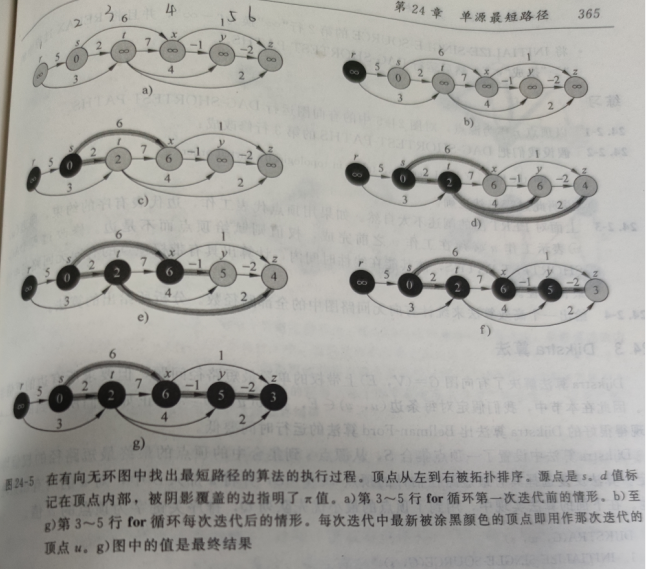 第 24 章 单源最短路径 365
1 2 3 4 5 6
r 5 s 6 t x 1 y z
∞ 0 2 ∞ 7 ∞ -1 ∞ -2 ∞
3 4 2
a)
∞ 5 0 2 ∞ 7 ∞ -1 ∞ -2 ∞
6 1
3 4 2
b)
6 1
r s t x y z
5 0 2 2 7 6 -1 ∞ -2 ∞
3 4 2
c)
6 1
r s t x y z
∞ 5 0 2 2 7 6 -1 6 -2 4
3 4 2
d)
6 1
r s t x y z
5 0 2 2 7 6 -1 5 -2 4
3 4 2
e)
6 1
r s t x y z
∞ 5 0 2 2 7 6 -1 5 -2 3
3 4 2
f)
6 1
r s t x y z
5 0 2 2 7 6 -1 5 -2 3
3 4 2
g)
图 24-5 在有向无环图中找出最短路径的算法的执行过程。顶点从左到右被拓扑排序。源点是 s。d 值标
记在顶点内部，被阴影覆盖的边指明了 π 值。a)第 3～5 行 for 循环第一次迭代前的情形。b)至
g)第 3～5 行 for 循环每次迭代后的情形。每次迭代中最新被涂黑颜色的顶点即用作那次迭代的
顶点 u。g)图中的值是最终结果